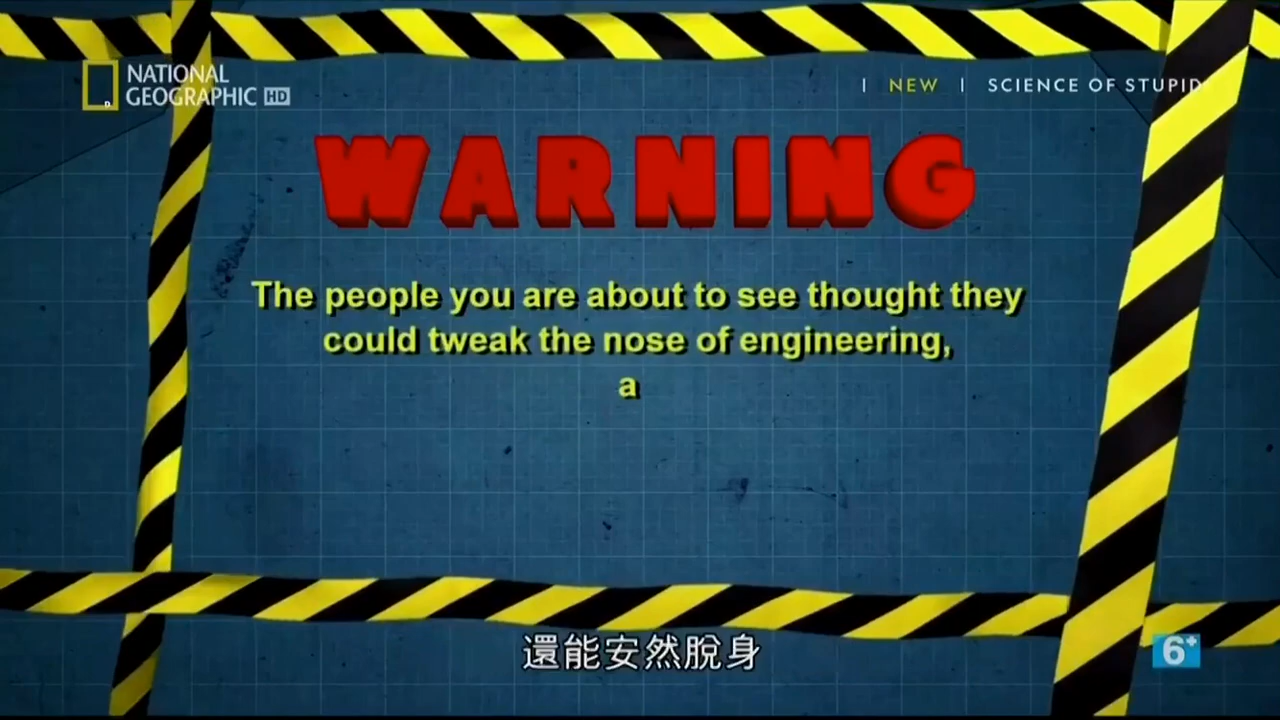 NATIONAL
GEOGRAPHIC HD
| NEW | SCIENCE OF STUPID
WARNING
The people you are about to see thought they
could tweak the nose of engineering,
a
還能安然脫身
6+